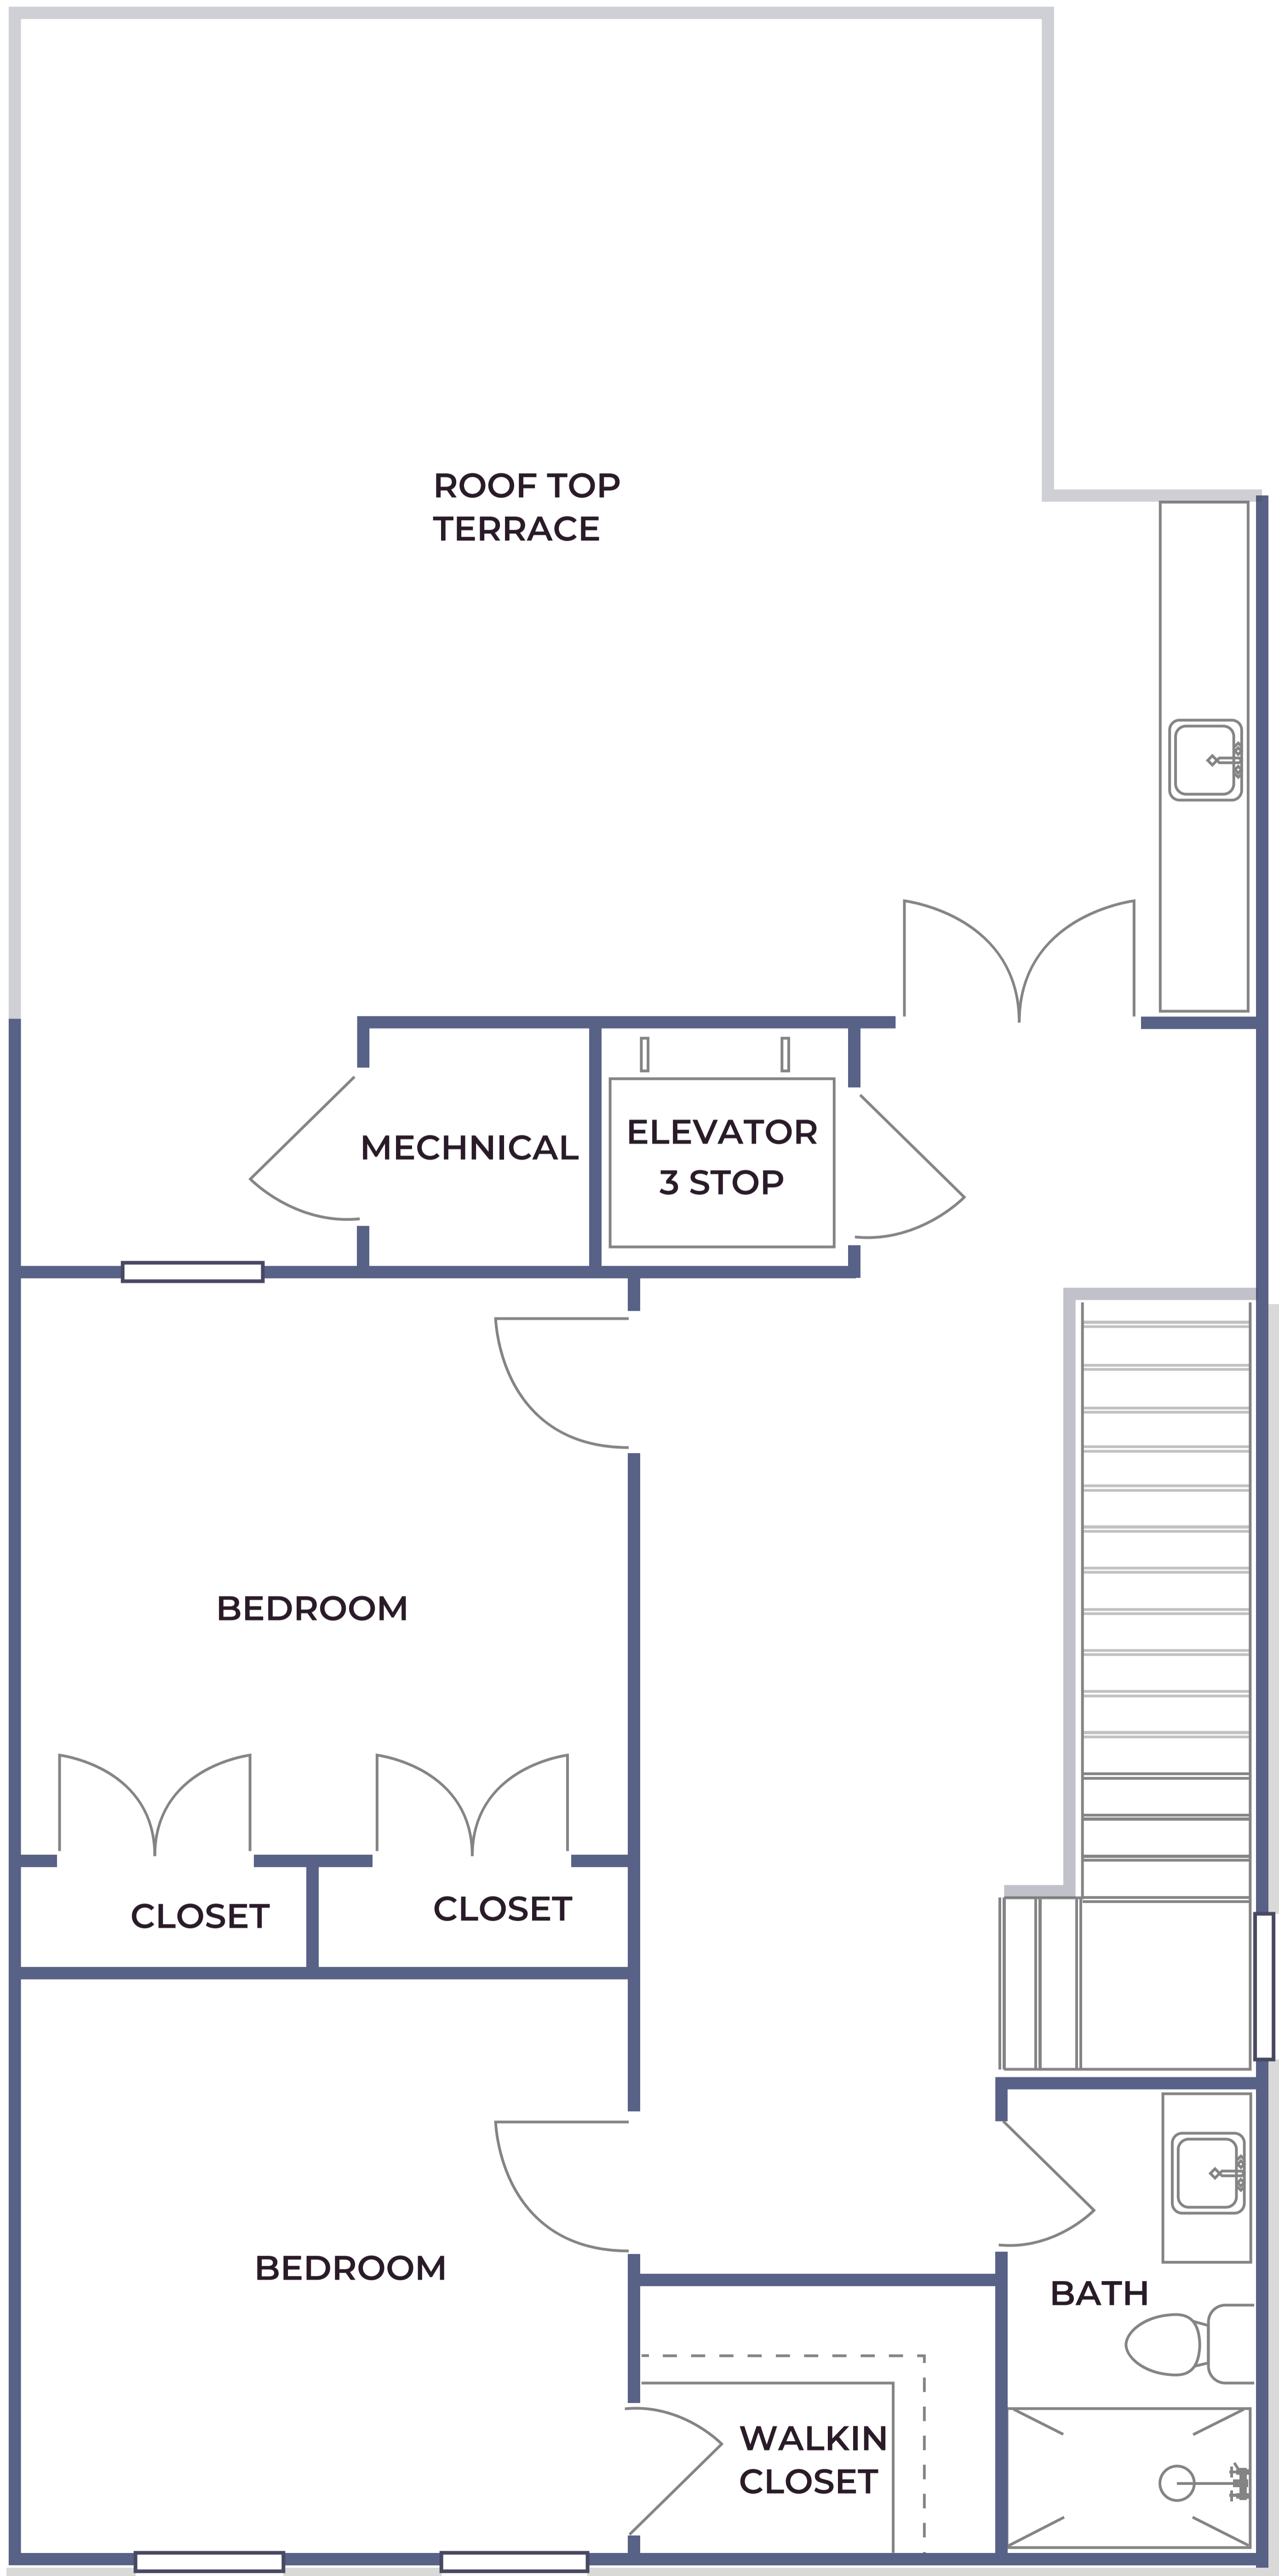 ROOF TOP
TERRACE
MECHNICAL
ELEVATOR
3 STOP
BEDROOM
CLOSET
CLOSET
BEDROOM
BATH
WALKIN
CLOSET